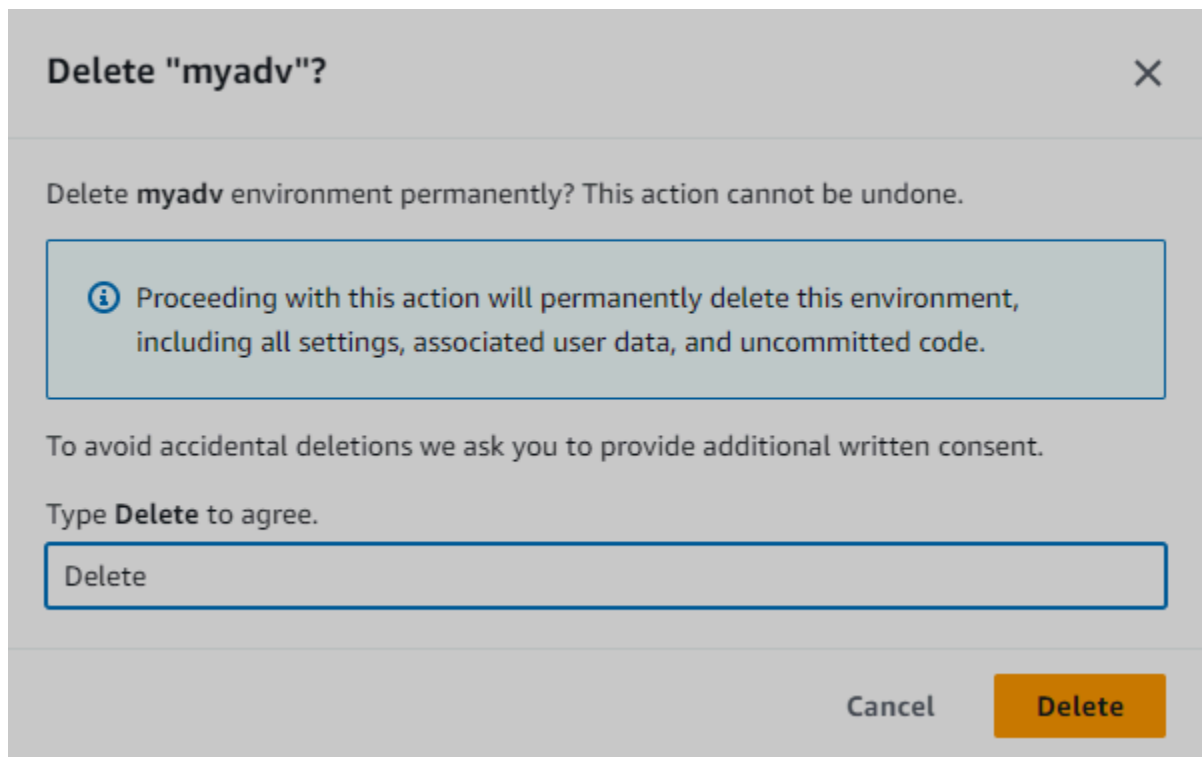 Delete "myadv"?
Delete myadv environment permanently? This action cannot be undone.
Proceeding with this action will permanently delete this environment,
including all settings, associated user data, and uncommitted code.
To avoid accidental deletions we ask you to provide additional written consent.
Type Delete to agree.
Delete
Cancel Delete